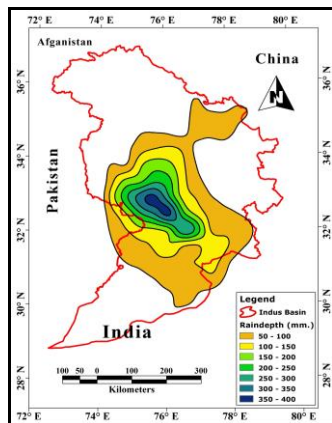 72° E 74° E 76° E 78° E 80° E
Afganistan
China
N
36° N 36° N
34° N 34° N
Pakistan
32° N 32° N
30° N 30° N
India
28° N 28° N
Legend
Indus Basin
Raindepth (mm.)
50 - 100
100 - 150
150 - 200
200 - 250
250 - 300
300 - 350
350 - 400
100 50 0 100 200 300
Kilometers
72° E 74° E 76° E 78° E 80° E